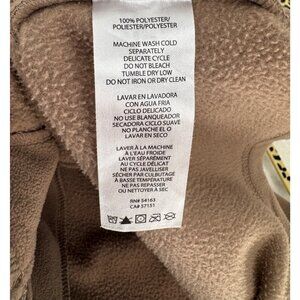 100% POLYESTER/
POLIESTER/POLYESTER
MACHINE WASH COLD
SEPARATELY
DELICATE CYCLE
DO NOT BLEACH
TUMBLE DRY LOW
DO NOT IRON OR DRY CLEAN
LAVAR EN LAVADORA
CON AGUA FRIA
CICLO DELICADO
NO USE BLANQUEADOR
SECADORA CICLO SUAVE
NO PLANCHE EL O
LAVAR EN SECO
LAVER À LA MACHINE
À L'EAU FROIDE
LAVER SÉPARÉMENT
AU CYCLE DÉLICAT
NE PAS JAVELLISER
SÉCHER PAR CULBUTAGE
À BASSE TEMPÉRATURE
NE PAS REPASSER
OU NETTOYER À SEC
RN# 54163
CA# 57151